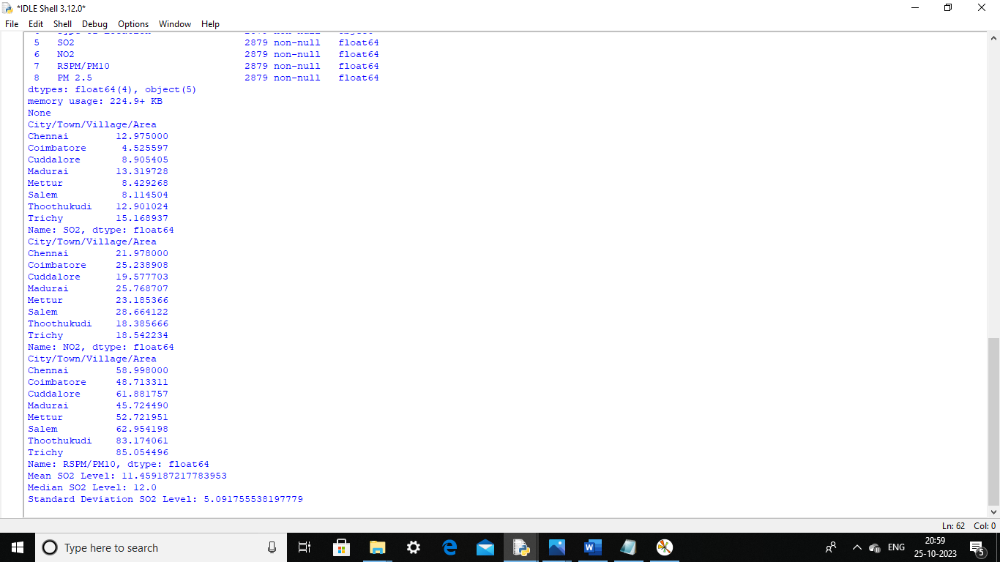 *IDLE Shell 3.12.0*
File Edit Shell Debug Options Window Help
5 SO2 2879 non-null float64
6 NO2 2879 non-null float64
7 RSPM/PM10 2879 non-null float64
8 PM 2.5 2879 non-null float64
dtypes: float64(4), object(5)
memory usage: 224.9+ KB
None
City/Town/Village/Area
Chennai 12.975000
Coimbatore 4.525597
Cuddalore 8.905405
Madurai 13.319728
Mettur 8.429268
Salem 8.114504
Thoothukudi 12.901024
Trichy 15.168937
Name: SO2, dtype: float64
City/Town/Village/Area
Chennai 21.978000
Coimbatore 25.238908
Cuddalore 19.577703
Madurai 25.768707
Mettur 23.185366
Salem 28.664122
Thoothukudi 18.385666
Trichy 18.542234
Name: NO2, dtype: float64
City/Town/Village/Area
Chennai 58.998000
Coimbatore 48.713311
Cuddalore 61.881757
Madurai 45.724490
Mettur 52.721951
Salem 62.954198
Thoothukudi 83.174061
Trichy 85.054496
Name: RSPM/PM10, dtype: float64
Mean SO2 Level: 11.459187217783953
Median SO2 Level: 12.0
Standard Deviation SO2 Level: 5.091755538197779
Ln: 62 Col: 0
Type here to search
ENG
20:59
25-10-2023
5